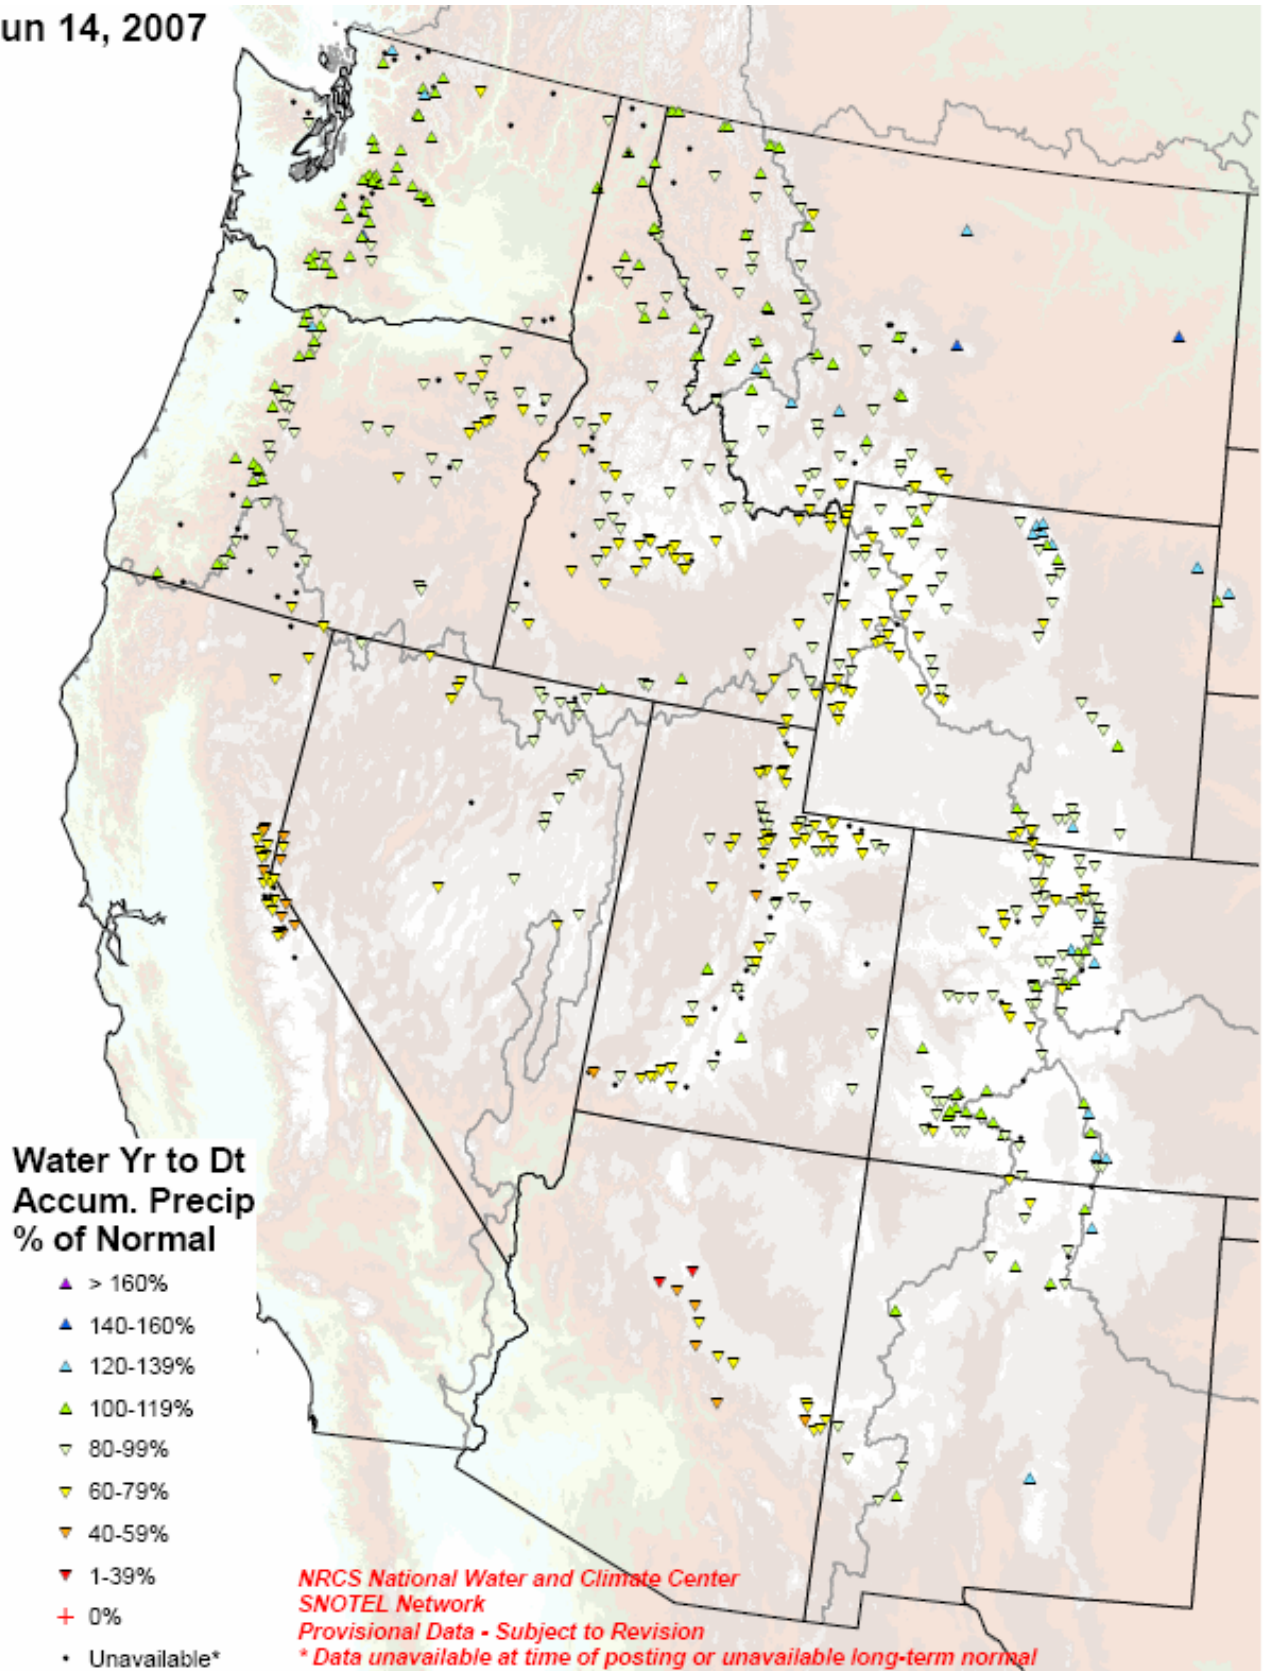 un 14, 2007
Water Yr to Dt
Accum. Precip
% of Normal
> 160%
140-160%
120-139%
100-119%
80-99%
60-79%
40-59%
1-39%
0%
Unavailable*
NRCS National Water and Climate Center
SNOTEL Network
Provisional Data - Subject to Revision
* Data unavailable at time of posting or unavailable long-term normal